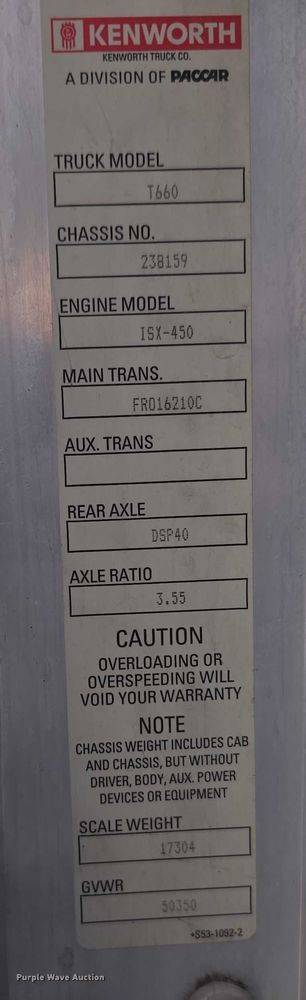 KENWORTH
KENWORTH TRUCK CO.
A DIVISION OF PACCAR
TRUCK MODEL
T660
CHASSIS NO.
238159
ENGINE MODEL
ISX-450
MAIN TRANS.
FRO16210C
AUX. TRANS
REAR AXLE
DSP40
AXLE RATIO
3.55
CAUTION
OVERLOADING OR
OVERSPEEDING WILL
VOID YOUR WARRANTY
NOTE
CHASSIS WEIGHT INCLUDES CAB
AND CHASSIS, BUT WITHOUT
DRIVER, BODY, AUX. POWER
DEVICES OR EQUIPMENT
SCALE WEIGHT
17304
GVWR
50350
*S53-1092-2
Purple Wave Auction